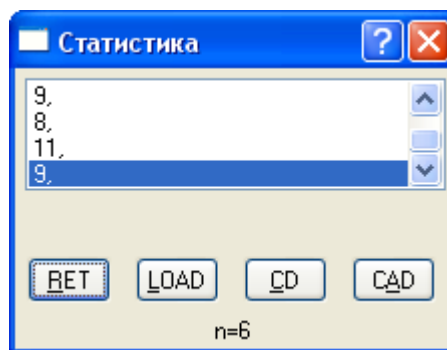 Статистика
?
9,
8,
11,
9,
RET LOAD CD CAD
n=6